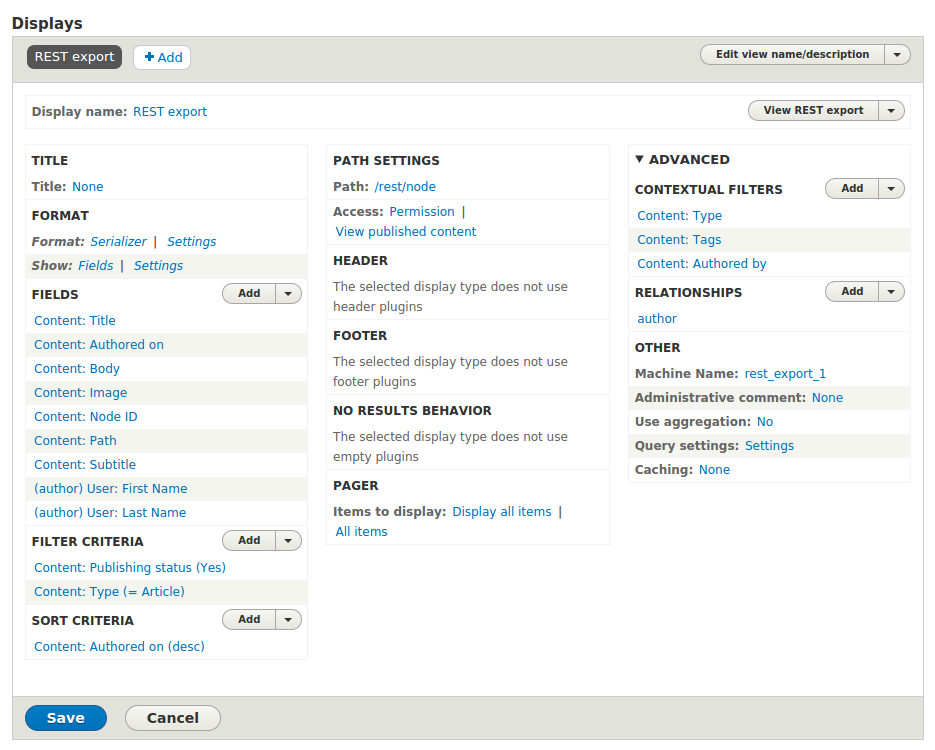 Displays
REST export
Add
Edit view name/description
Display name: REST export
View REST export
TITLE
Title: None
FORMAT
Format: Serializer | Settings
Show: Fields | Settings
FIELDS
Add
Content: Title
Content: Authored on
Content: Body
Content: Image
Content: Node ID
Content: Path
Content: Subtitle
(author) User: First Name
(author) User: Last Name
FILTER CRITERIA
Add
Content: Publishing status (Yes)
Content: Type (= Article)
SORT CRITERIA
Add
Content: Authored on (desc)
PATH SETTINGS
Path: /rest/node
Access: Permission |
View published content
HEADER
The selected display type does not use
header plugins
FOOTER
The selected display type does not use
footer plugins
NO RESULTS BEHAVIOR
The selected display type does not use
empty plugins
PAGER
Items to display: Display all items |
All items
ADVANCED
CONTEXTUAL FILTERS
Add
Content: Type
Content: Tags
Content: Authored by
RELATIONSHIPS
Add
author
OTHER
Machine Name: rest_export_1
Administrative comment: None
Use aggregation: No
Query settings: Settings
Caching: None
Save
Cancel